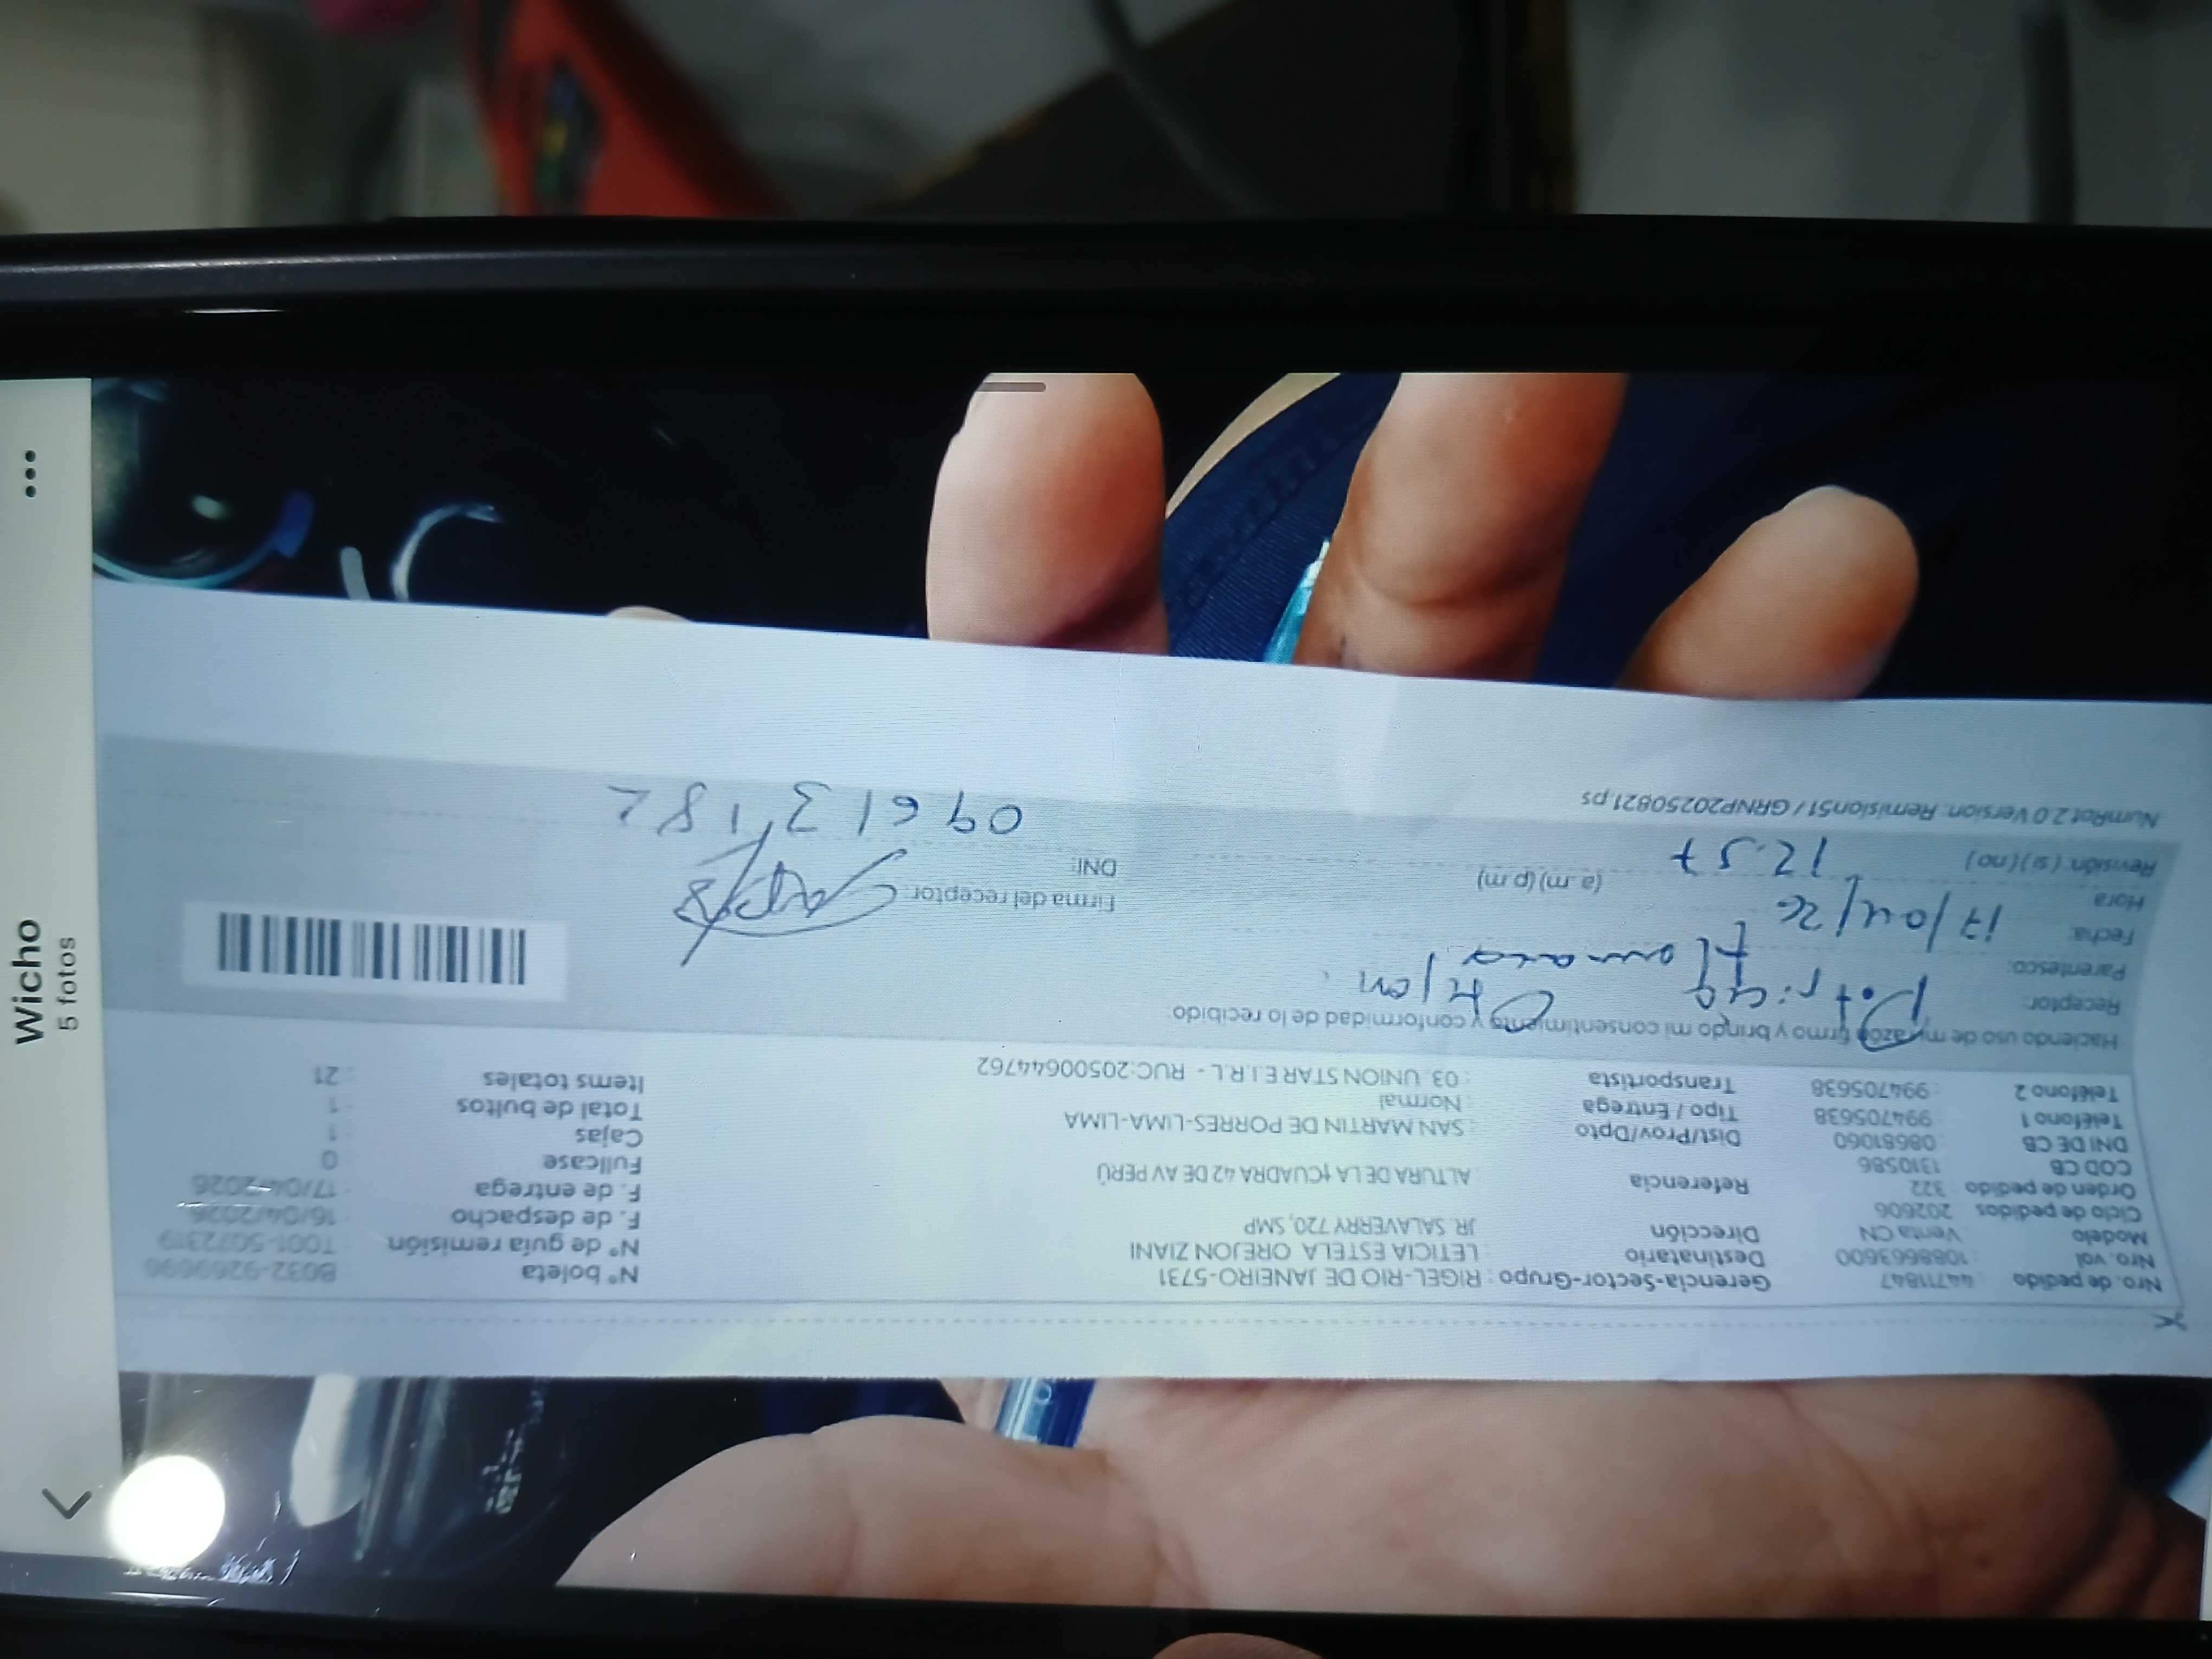 Wicho
5 fotos
Nro. de pedido : 44711847
Nro. vol : 1088663600
Modelo : Venta CN
Ciclo de pedidos : 202606
Orden de pedido : 322
COD CB : 1310586
DNI DE CB : 08681060
Teléfono 1 : 994705638
Teléfono 2 : 994705638
Gerencia-Sector-Grupo : RIGEL-RIO DE JANEIRO-5731
Destinatario : LETICIA ESTELA OREJON ZIANI
Dirección : JR. SALAVERRY 720, SMP
Referencia : ALTURA DE LA †CUADRA 42 DE AV PERÚ
Dist/Prov/Dpto : SAN MARTIN DE PORRES-LIMA-LIMA
Tipo / Entrega : Normal
Transportista : 03. UNION STAR E.I.R.L - RUC:20500644762
N° boleta : B032-9269696
N° de guía remisión : T001-5072319
F. de despacho : 16/04/2026
F. de entrega : 17/04/2026
Fullcase : 0
Cajas : 1
Total de bultos : 1
Items totales : 21
Haciendo uso de mi razón firmo y brindo mi consentimiento y conformidad de lo recibido:
Receptor: Patricia
Parentesco:
Fecha: 17/04/26
Hora 12:57 (a.m) (p.m)
Revisión: (si) (no)
Firma del receptor:
DNI: 09613182
NumRot 2.0 Version: Remision51 / GRNP20250821.ps